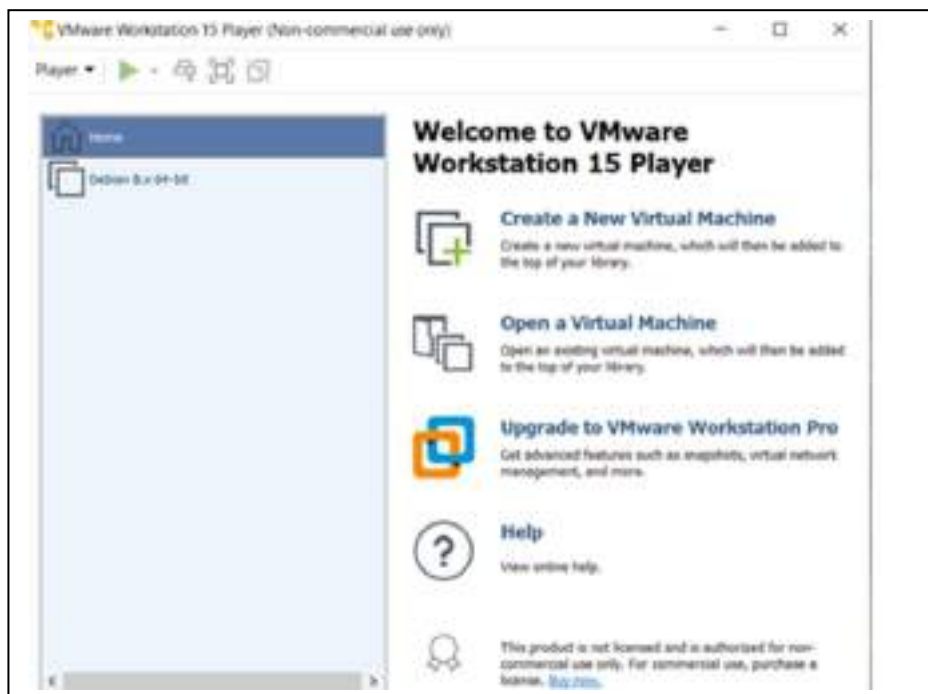 VMware Workstation 15 Player (Non-commercial use only)
Player
Home
Debian 8.x 64-bit
Welcome to VMware
Workstation 15 Player
Create a New Virtual Machine
Create a new virtual machine, which will then be added to
the top of your library.
Open a Virtual Machine
Open an existing virtual machine, which will then be added
to the top of your library.
Upgrade to VMware Workstation Pro
Get advanced features such as snapshots, virtual network
management, and more.
Help
View online help.
This product is not licensed and is authorized for non-
commercial use only. For commercial use, purchase a
license. Buy now.